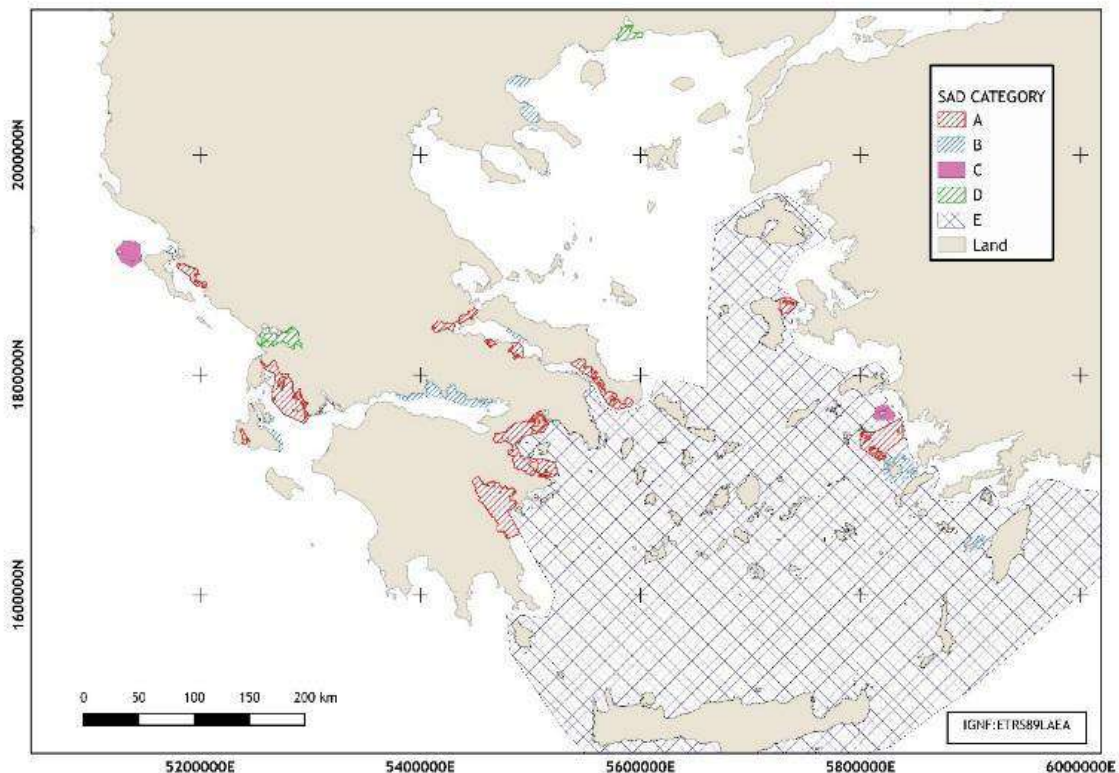 SAD CATEGORY
A
B
C
D
E
Land
2000000N
1800000N
1600000N
0 50 100 150 200 km
IGNF:ETRS89LAEA
5200000E 5400000E 5600000E 5800000E 6000000E